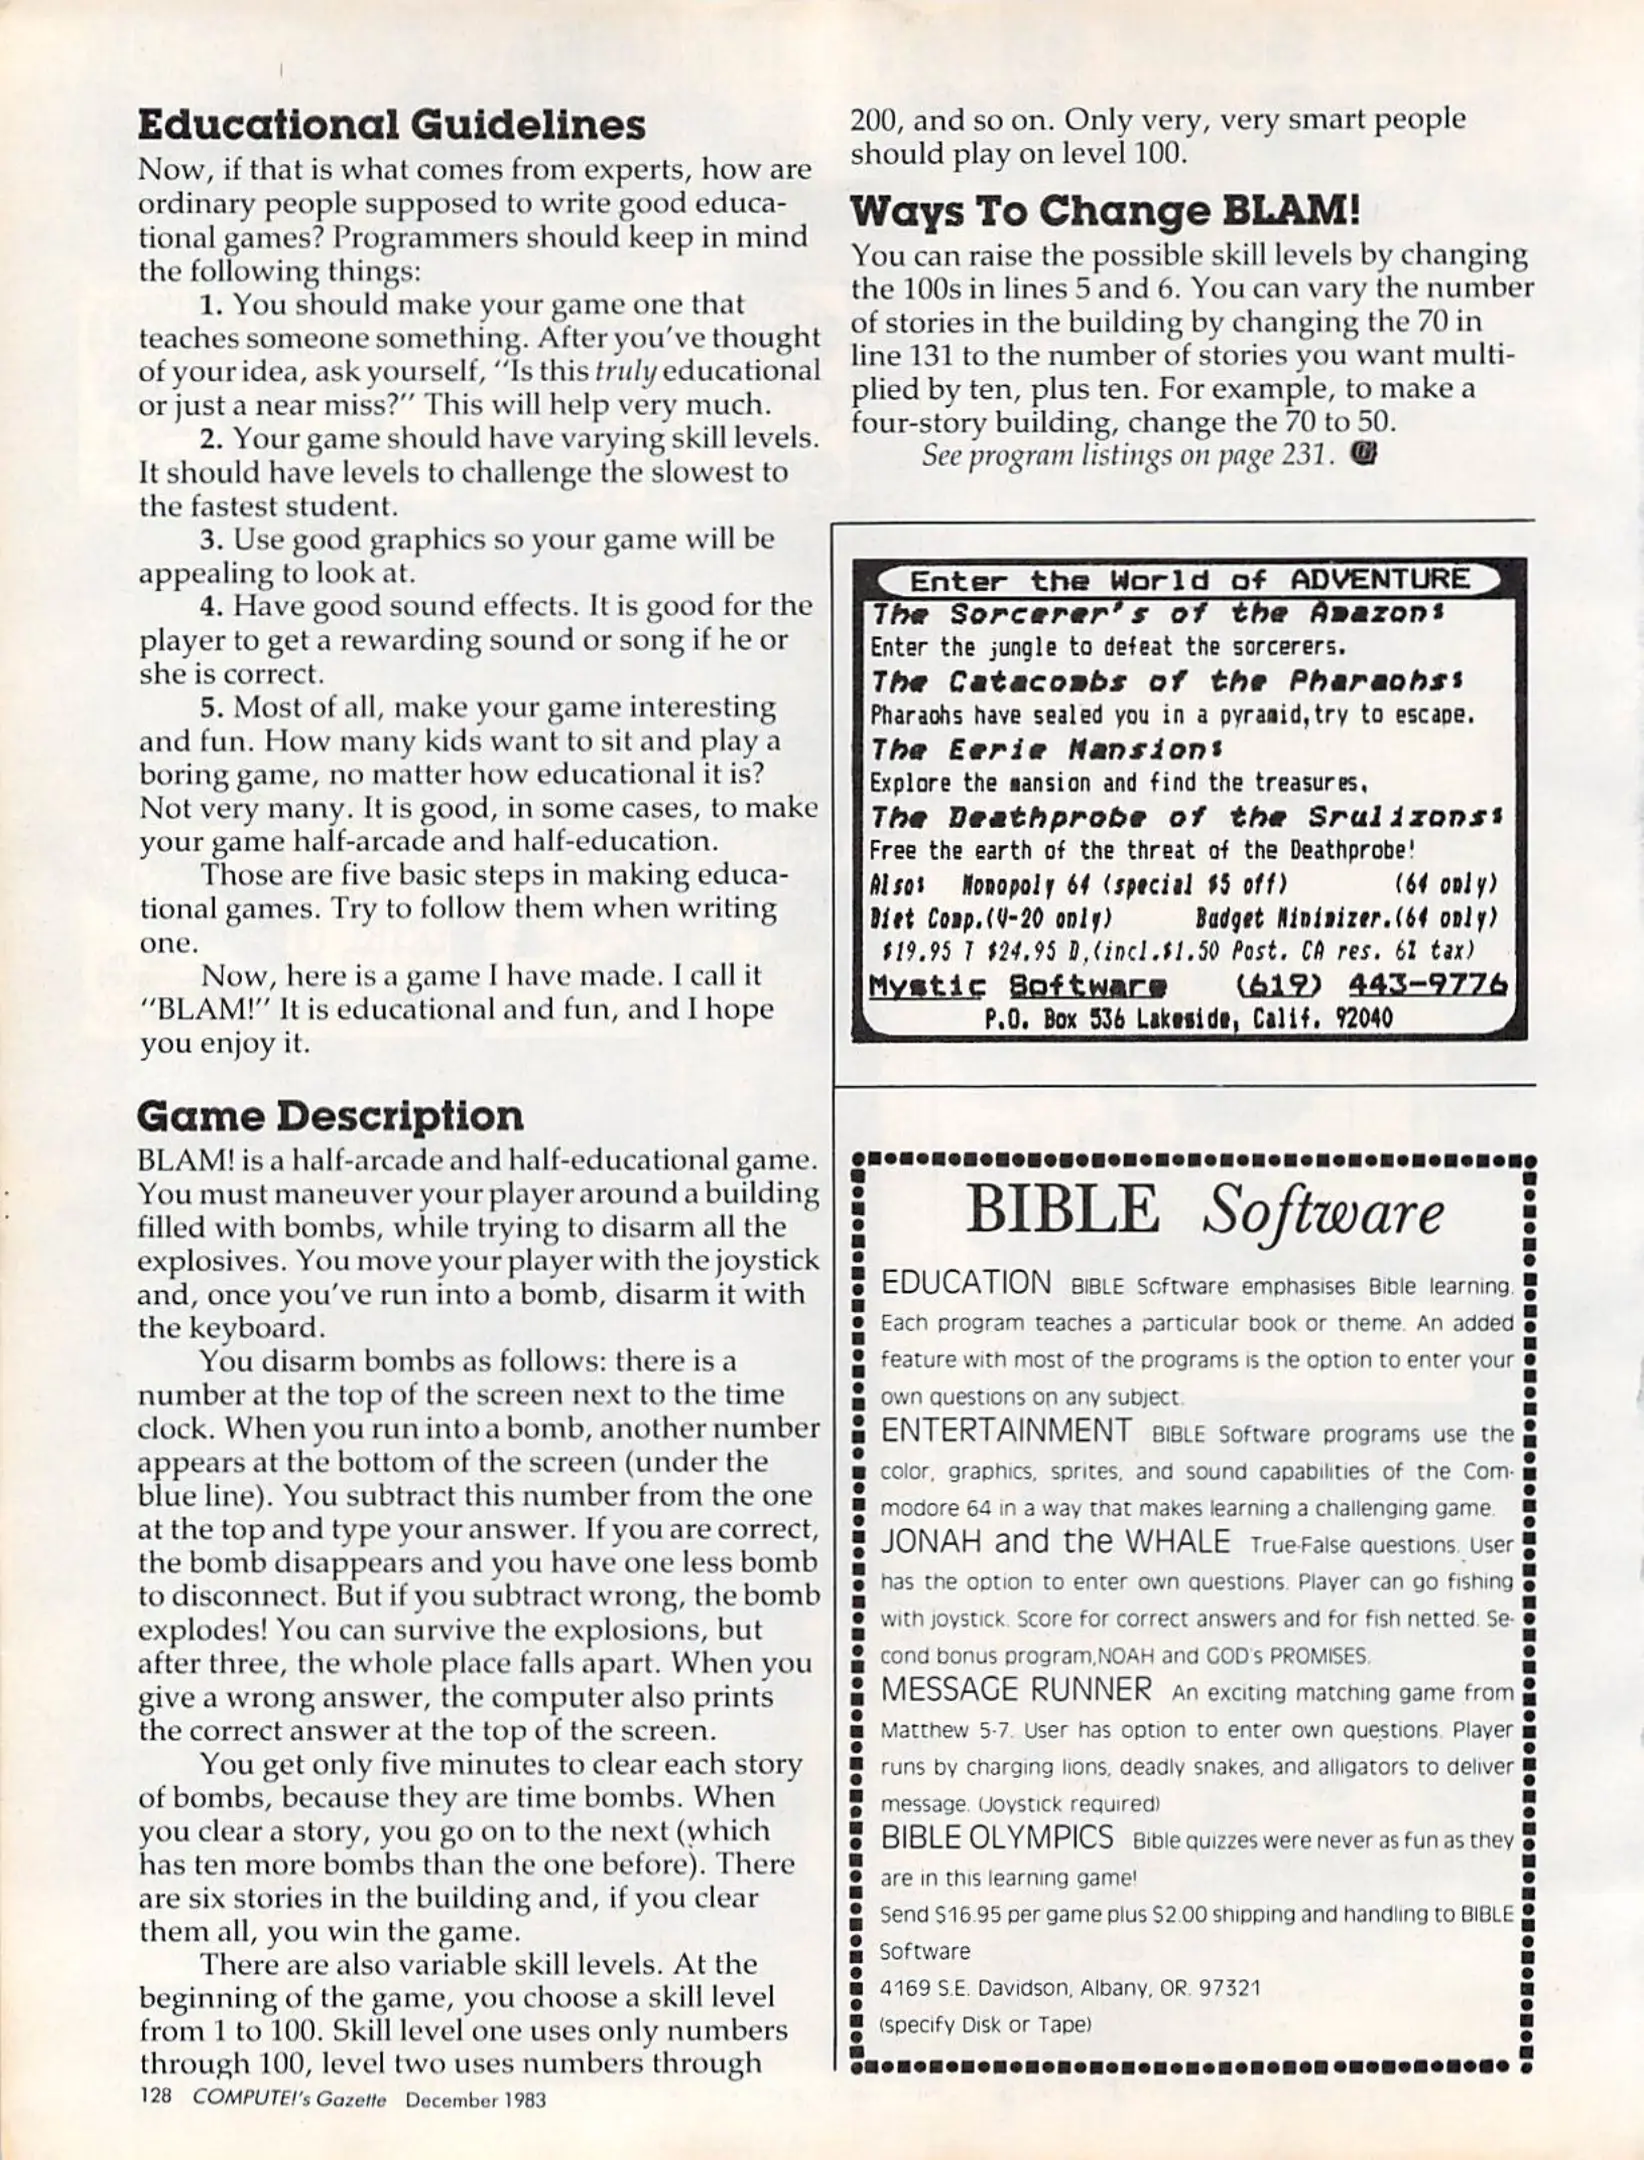 Educational Guidelines
Now, if that is what comes from experts, how are
ordinary people supposed to write good educa-
tional games? Programmers should keep in mind
the following things:
1. You should make your game one that
teaches someone something. After you've thought
of your idea, ask yourself, "Is this truly educational
or just a near miss?" This will help very much.
2. Your game should have varying skill levels.
It should have levels to challenge the slowest to
the fastest student.
3. Use good graphics so your game will be
appealing to look at.
4. Have good sound effects. It is good for the
player to get a rewarding sound or song if he or
she is correct.
5. Most of all, make your game interesting
and fun. How many kids want to sit and play a
boring game, no matter how educational it is?
Not very many. It is good, in some cases, to make
your game half-arcade and half-education.
Those are five basic steps in making educa-
tional games. Try to follow them when writing
one.
Now, here is a game I have made. I call it
"BLAM!" It is educational and fun, and I hope
you enjoy it.
Game Description
BLAM! is a half-arcade and half-educational game.
You must maneuver your player around a building
filled with bombs, while trying to disarm all the
explosives. You move your player with the joystick
and, once you've run into a bomb, disarm it with
the keyboard.
You disarm bombs as follows: there is a
number at the top of the screen next to the time
clock. When you run into a bomb, another number
appears at the bottom of the screen (under the
blue line). You subtract this number from the one
at the top and type your answer. If you are correct,
the bomb disappears and you have one less bomb
to disconnect. But if you subtract wrong, the bomb
explodes! You can survive the explosions, but
after three, the whole place falls apart. When you
give a wrong answer, the computer also prints
the correct answer at the top of the screen.
You get only five minutes to clear each story
of bombs, because they are time bombs. When
you clear a story, you go on to the next (which
has ten more bombs than the one before). There
are six stories in the building and, if you clear
them all, you win the game.
There are also variable skill levels. At the
beginning of the game, you choose a skill level
from 1 to 100. Skill level one uses only numbers
through 100, level two uses numbers through
200, and so on. Only very, very smart people
should play on level 100.
Ways To Change BLAM!
You can raise the possible skill levels by changing
the 100s in lines 5 and 6. You can vary the number
of stories in the building by changing the 70 in
line 131 to the number of stories you want multi-
plied by ten, plus ten. For example, to make a
four-story building, change the 70 to 50.
See program listings on page 231.
Enter the World of ADVENTURE
The Sorcerer's of the Amazon:
Enter the jungle to defeat the sorcerers.
The Catacombs of the Pharaohs:
Pharaohs have sealed you in a pyramid,try to escape.
The Eerie Mansion:
Explore the mansion and find the treasures.
The Deathprobe of the Srulizons:
Free the earth of the threat of the Deathprobe!
Also: Monopoly 64 (special $5 off) (64 only)
Diet Comp.(V-20 only) Budget Minimizer.(64 only)
$19.95 T $24.95 D,(incl.$1.50 Post. CA res. 6% tax)
Mystic Software (619) 443-9776
P.O. Box 536 Lakeside, Calif. 92040
BIBLE Software
EDUCATION BIBLE Software emphasises Bible learning.
Each program teaches a particular book or theme. An added
feature with most of the programs is the option to enter your
own questions on any subject.
ENTERTAINMENT BIBLE Software programs use the
color, graphics, sprites, and sound capabilities of the Com-
modore 64 in a way that makes learning a challenging game.
JONAH and the WHALE True-False questions. User
has the option to enter own questions. Player can go fishing
with joystick. Score for correct answers and for fish netted. Se-
cond bonus program,NOAH and GOD's PROMISES.
MESSAGE RUNNER An exciting matching game from
Matthew 5-7. User has option to enter own questions. Player
runs by charging lions, deadly snakes, and alligators to deliver
message. (Joystick required)
BIBLE OLYMPICS Bible quizzes were never as fun as they
are in this learning game!
Send $16.95 per game plus $2.00 shipping and handling to BIBLE
Software
4169 S.E. Davidson, Albany, OR. 97321
(specify Disk or Tape)
128 COMPUTE!'s Gazette December 1983